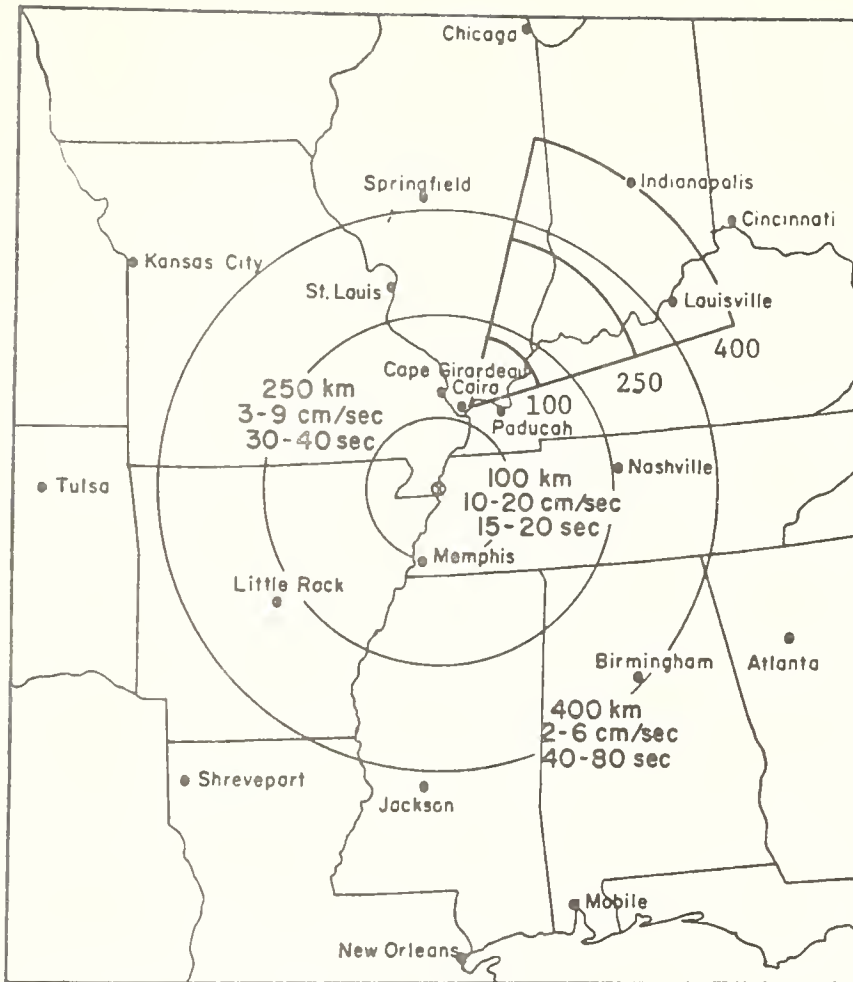 Chicago
Springfield
Indianapolis
Cincinnati
Kansas City
St. Louis
Louisville
400
250
Cape Girardeau
Cairo
100
Paducah
250 km
3-9 cm/sec
30-40 sec
Nashville
Tulsa
100 km
10-20 cm/sec
15-20 sec
Memphis
Little Rock
Birmingham
Atlanta
400 km
2-6 cm/sec
40-80 sec
Shreveport
Jackson
Mobile
New Orleans